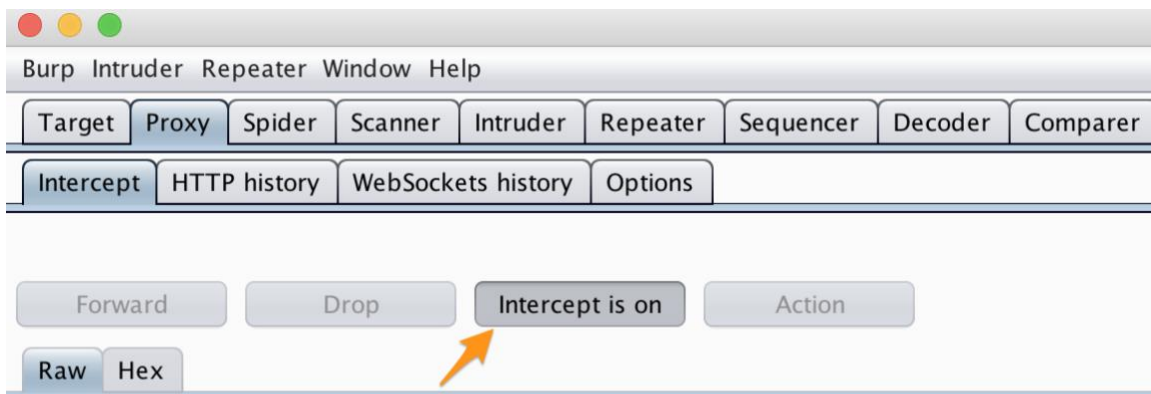 Burp Intruder Repeater Window Help
Target Proxy Spider Scanner Intruder Repeater Sequencer Decoder Comparer
Intercept HTTP history WebSockets history Options
Forward Drop Intercept is on Action
Raw Hex